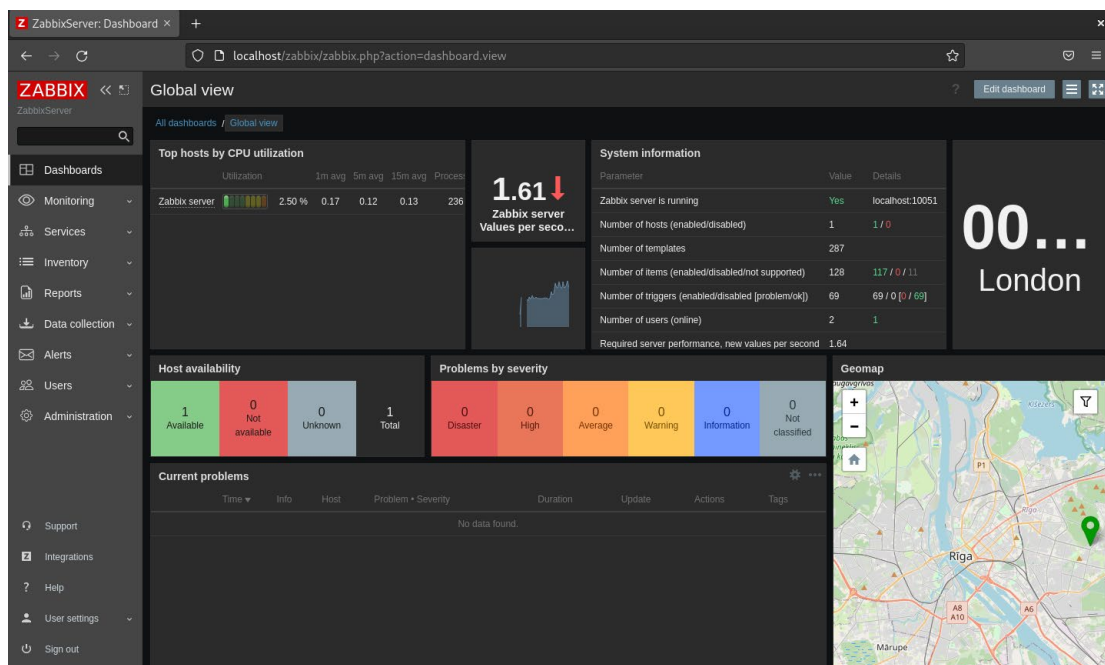 ZabbixServer: Dashboard
localhost/zabbix/zabbix.php?action=dashboard.view
ZABBIX
ZabbixServer
Dashboards
Monitoring
Services
Inventory
Reports
Data collection
Alerts
Users
Administration
Support
Integrations
Help
User settings
Sign out
Global view
? Edit dashboard
All dashboards / Global view
Top hosts by CPU utilization
Utilization 1m avg 5m avg 15m avg Process
Zabbix server 2.50 % 0.17 0.12 0.13 236
1.61
Zabbix server
Values per seco...
System information
Parameter Value Details
Zabbix server is running Yes localhost:10051
Number of hosts (enabled/disabled) 1 1 / 0
Number of templates 287
Number of items (enabled/disabled/not supported) 128 117 / 0 / 11
Number of triggers (enabled/disabled [problem/ok]) 69 69 / 0 [0 / 69]
Number of users (online) 2 1
Required server performance, new values per second 1.64
00...
London
Host availability
1
Available
0
Not
available
0
Unknown
1
Total
Problems by severity
0
Disaster
0
High
0
Average
0
Warning
0
Information
0
Not
classified
Current problems
Time Info Host Problem • Severity Duration Update Actions Tags
No data found.
Geomap
+
−
P1
Rīga
Rīga
A8
A10
A6
Mārupe